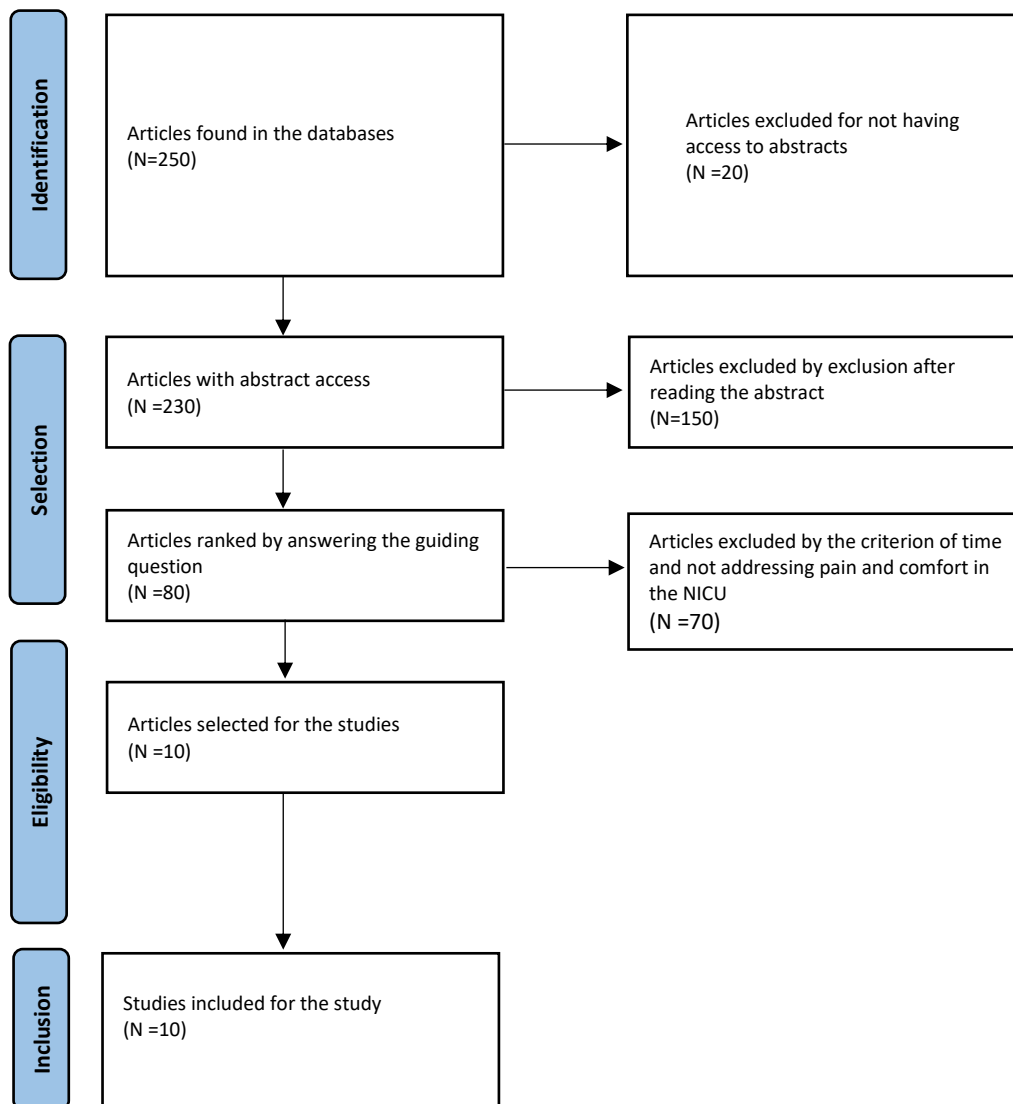 Identification
Articles found in the databases
(N=250)
Articles excluded for not having
access to abstracts
(N =20)
Selection
Articles with abstract access
(N =230)
Articles excluded by exclusion after
reading the abstract
(N=150)
Articles ranked by answering the guiding
question
(N =80)
Articles excluded by the criterion of time
and not addressing pain and comfort in
the NICU
(N =70)
Eligibility
Articles selected for the studies
(N =10)
Inclusion
Studies included for the study
(N =10)